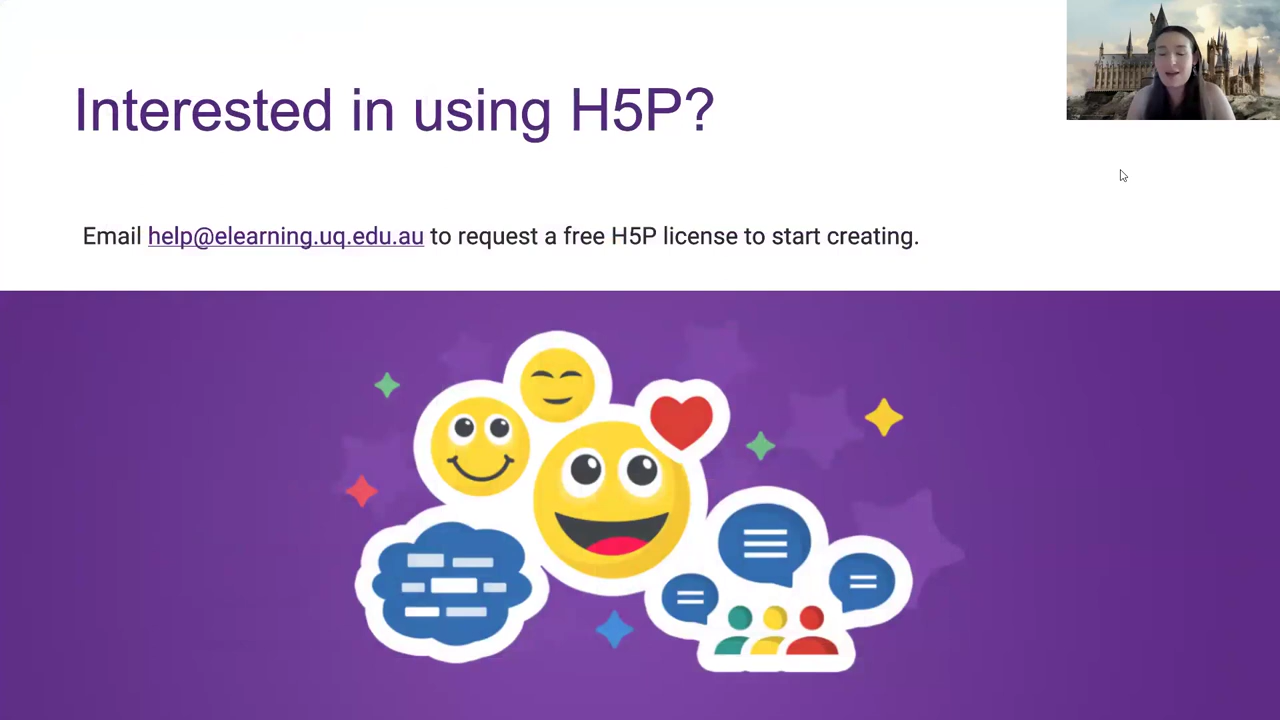 Interested in using H5P?
Email help@elearning.uq.edu.au to request a free H5P license to start creating.